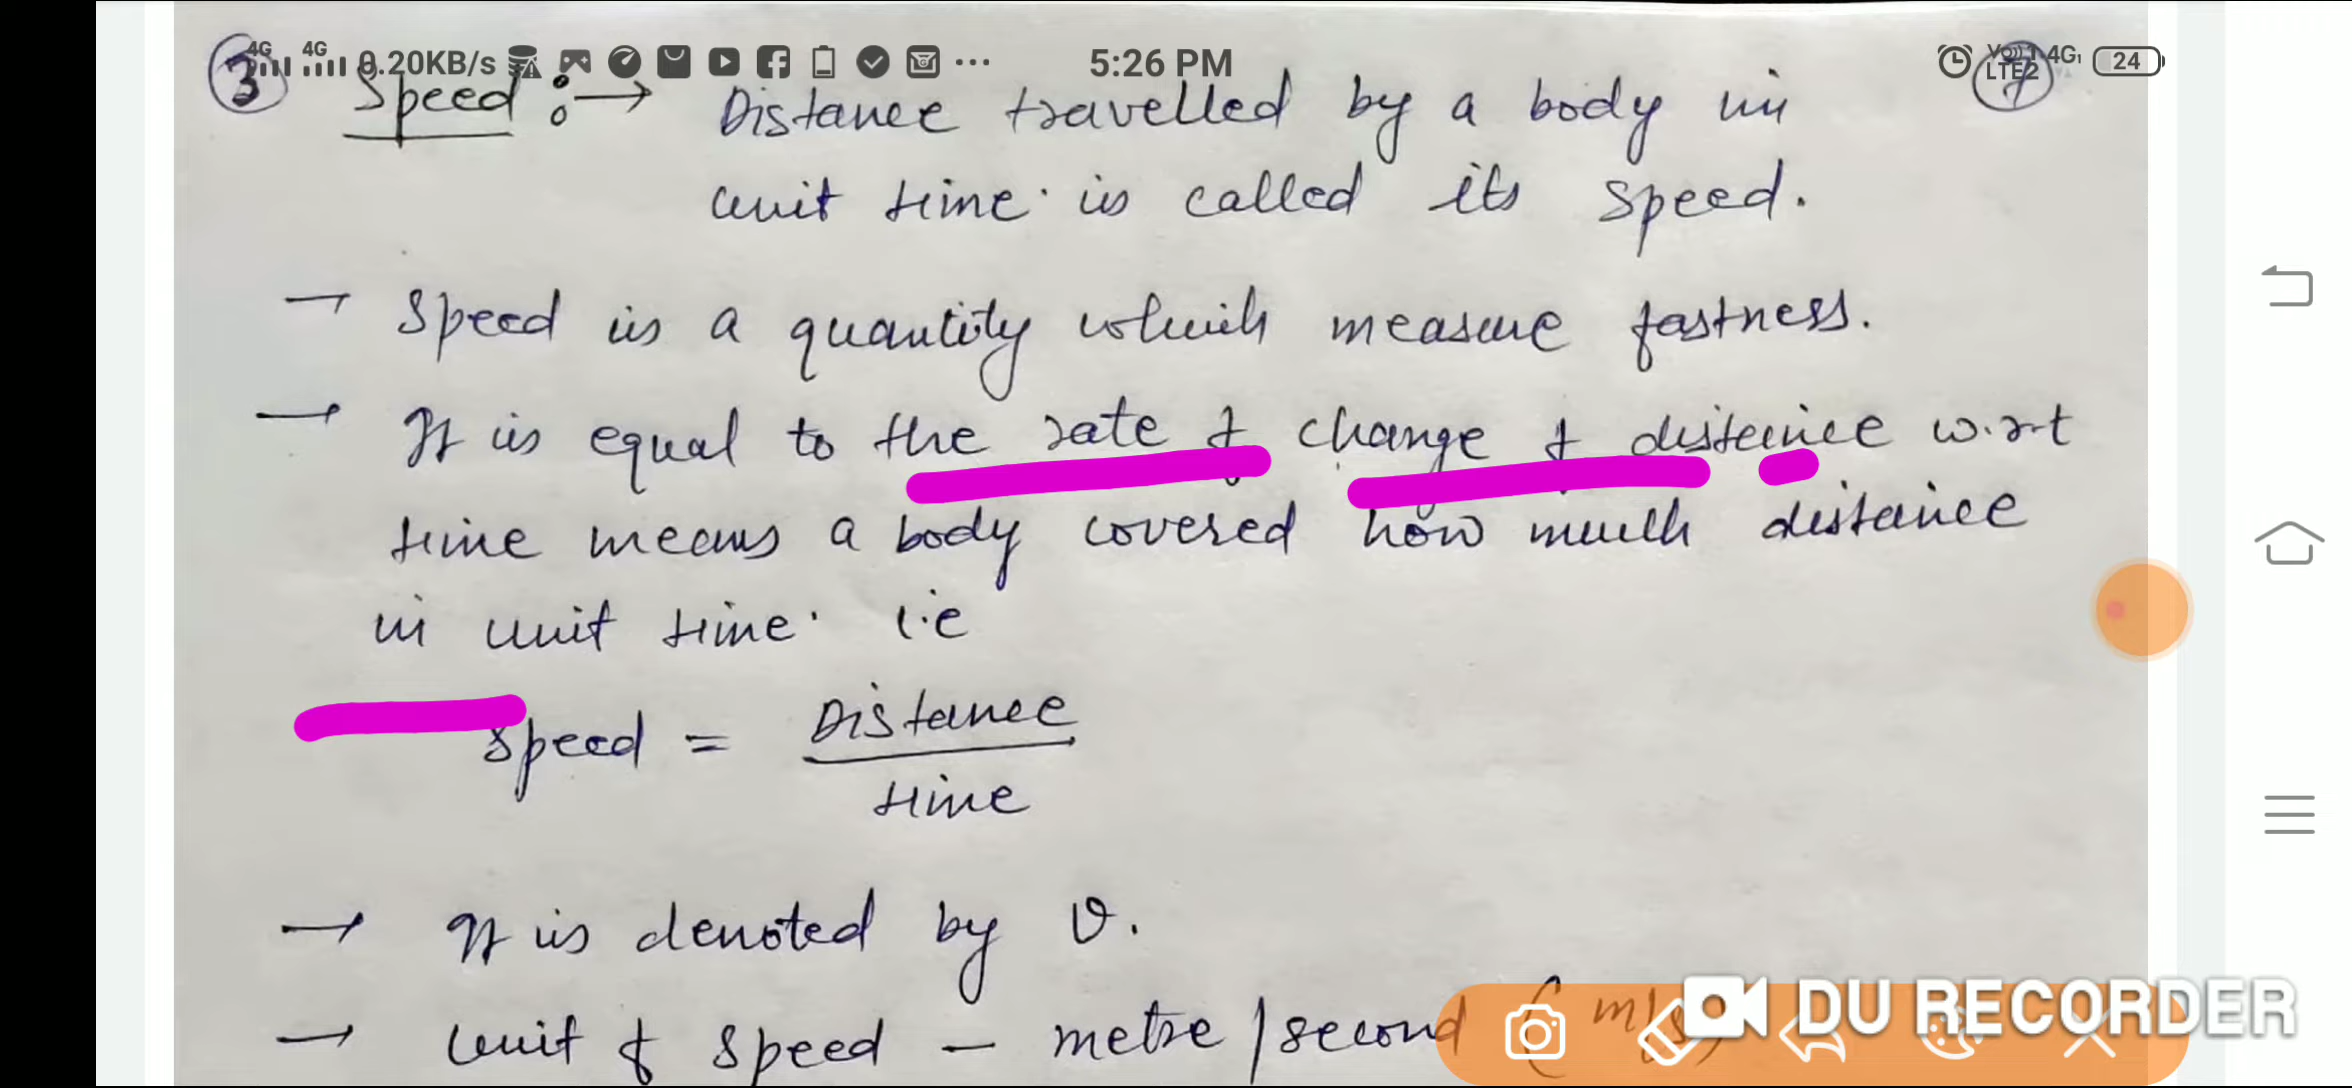 4G 4G 0.20KB/s ... 5:26 PM VoLTE2 4G 24
3 Speed :→ Distance travelled by a body in 7
unit time is called its speed.
→ Speed is a quantity which measure fastness.
→ It is equal to the rate of change of distance w.r.t
time means a body covered how much distance
in unit time. i.e
speed = Distance
time
→ It is denoted by v.
→ Unit of speed - metre/second (m/s)
DU RECORDER